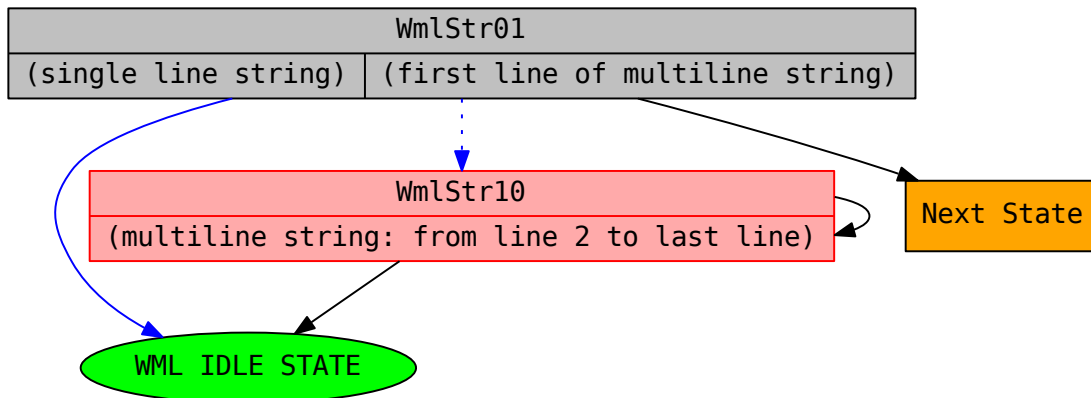 WmlStr01
(single line string)
(first line of multiline string)
WmlStr10
(multiline string: from line 2 to last line)
Next State
WML IDLE STATE